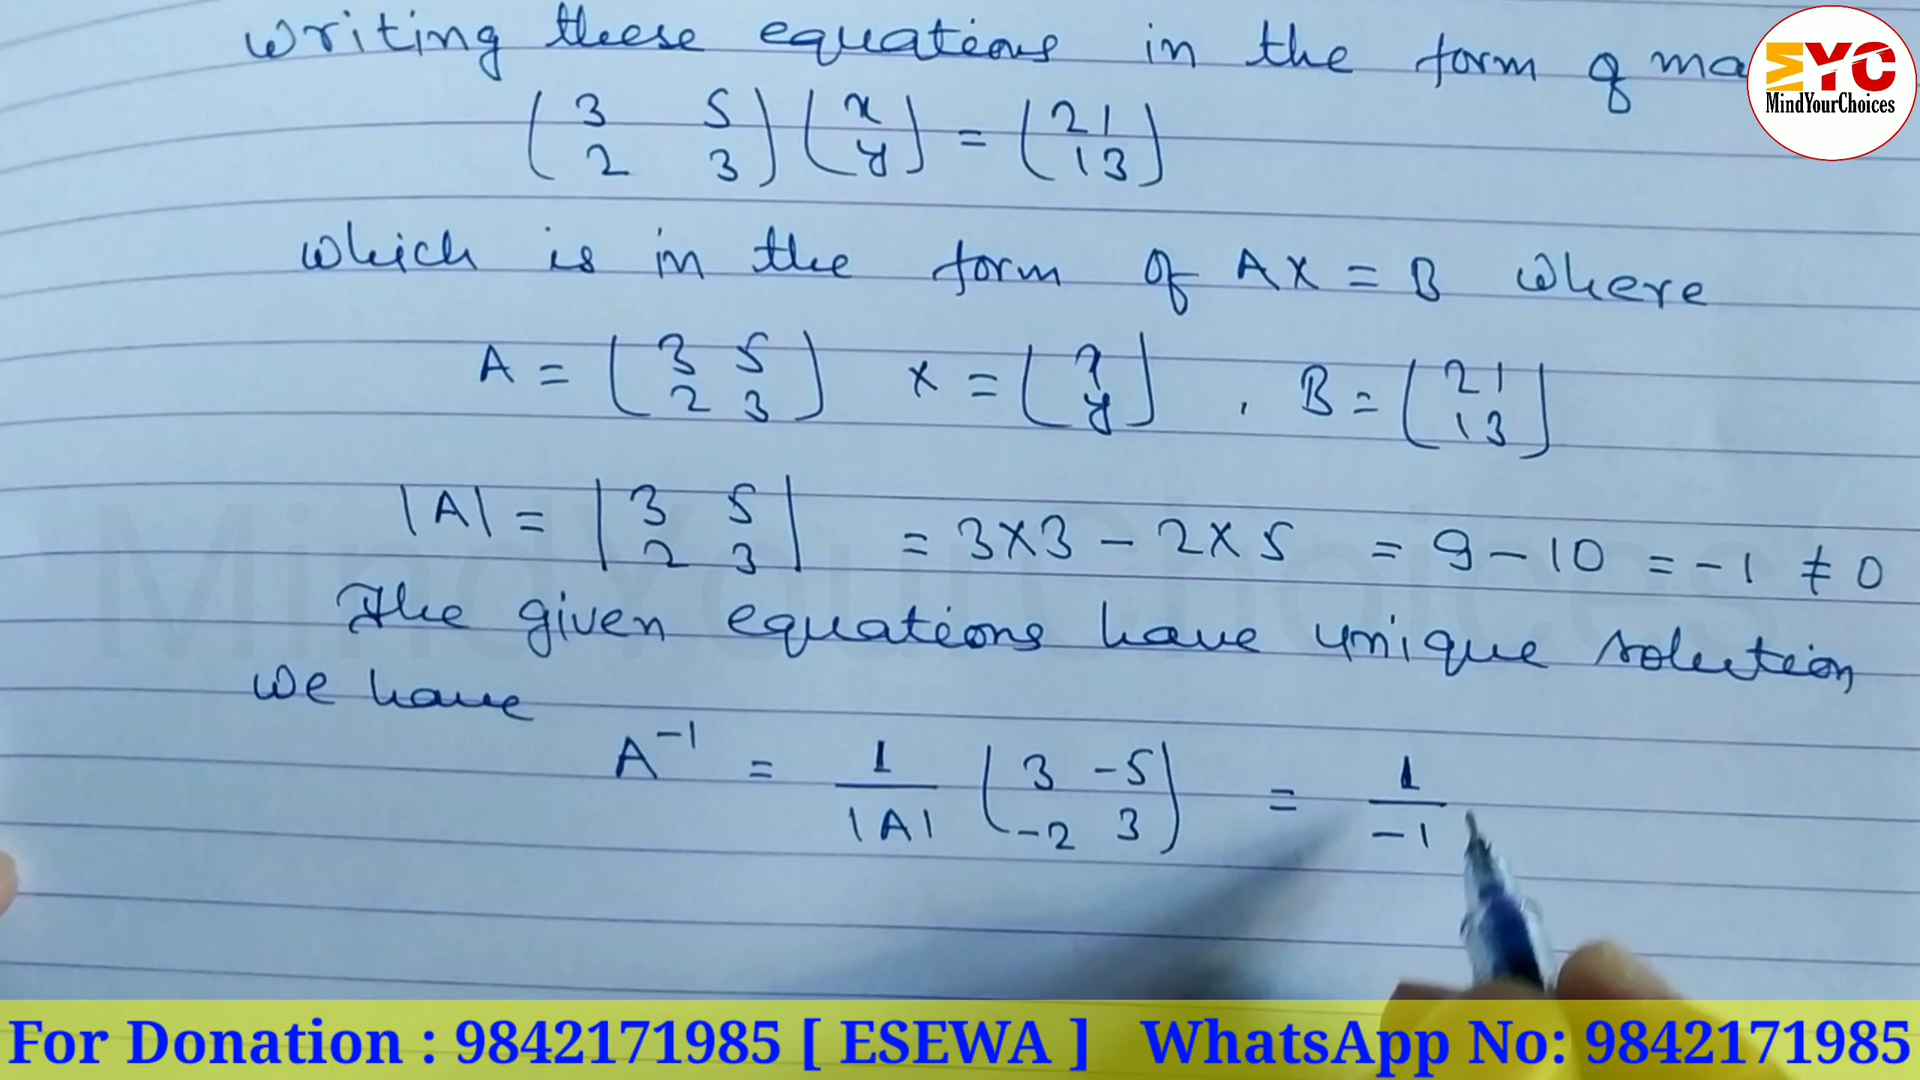 writing these equations in the form of ma
MYC
MindYourChoices
( 3 5 ) ( x ) = ( 21 )
( 2 3 ) ( y ) ( 13 )
which is in the form of AX = B where
A = ( 3 5 ) X = ( x ) , B = ( 21 )
( 2 3 ) ( y ) ( 13 )
|A| = | 3 5 | = 3×3 - 2×5 = 9 - 10 = -1 ≠ 0
| 2 3 |
The given equations have unique solution
we have
A⁻¹ = 1/|A| ( 3 -5 ) = 1/-1
( -2 3 )
MindYourChoices
For Donation : 9842171985 [ ESEWA ] WhatsApp No: 9842171985